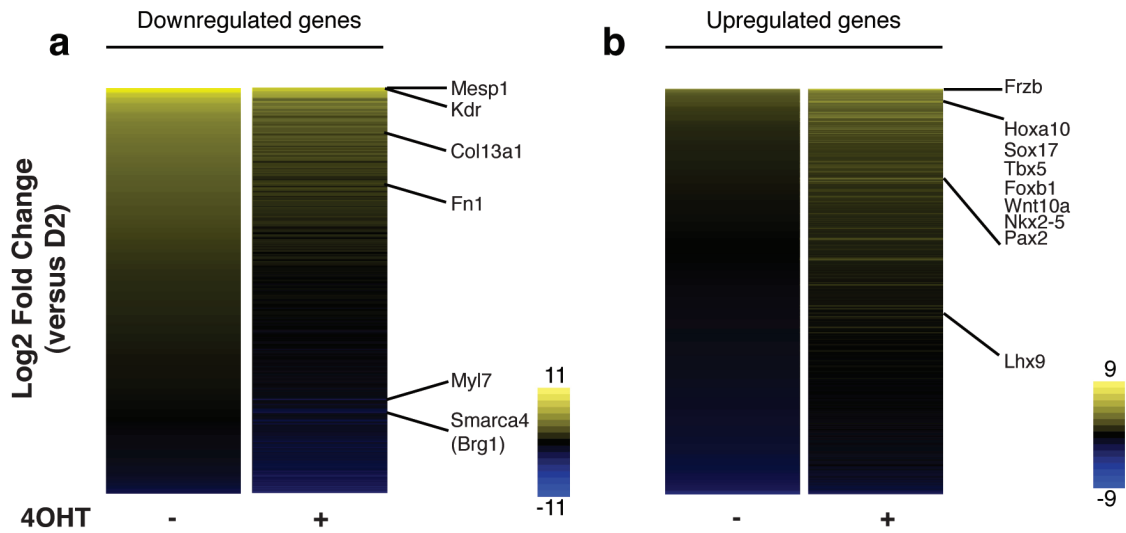 a
Downregulated genes
Log2 Fold Change
(versus D2)
Mesp1
Kdr
Col13a1
Fn1
Myl7
Smarca4
(Brg1)
11
-11
4OHT
-
+
b
Upregulated genes
Frzb
Hoxa10
Sox17
Tbx5
Foxb1
Wnt10a
Nkx2-5
Pax2
Lhx9
9
-9
-
+